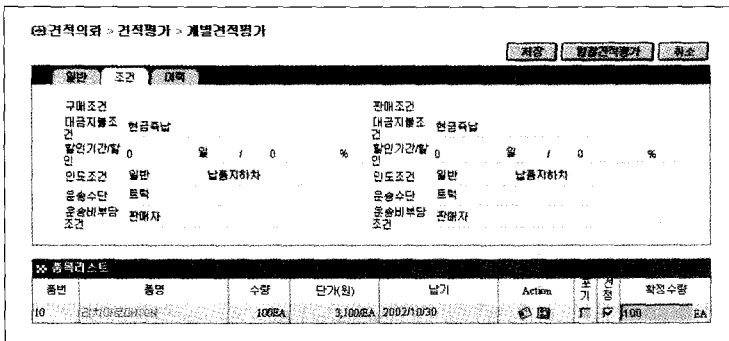 견적의뢰 > 견적평가 > 개별견적평가
저장 일괄견적평가 취소
일반 조건 이력
구매조건 판매조건
대금지불조건 현금즉납 대금지불조건 현금즉납
할인기간/할인 0 일 / 0 % 할인기간/할인 0 일 / 0 %
인도조건 일반 납품지하차 인도조건 일반 납품지하차
운송수단 트럭 운송수단 트럭
운송비부담조건 판매자 운송비부담조건 판매자
품목리스트
품번 품명 수량 단가(원) 납기 Action 포기 선정 확정수량
10 100EA 3,100/EA 2002/10/30 100 EA